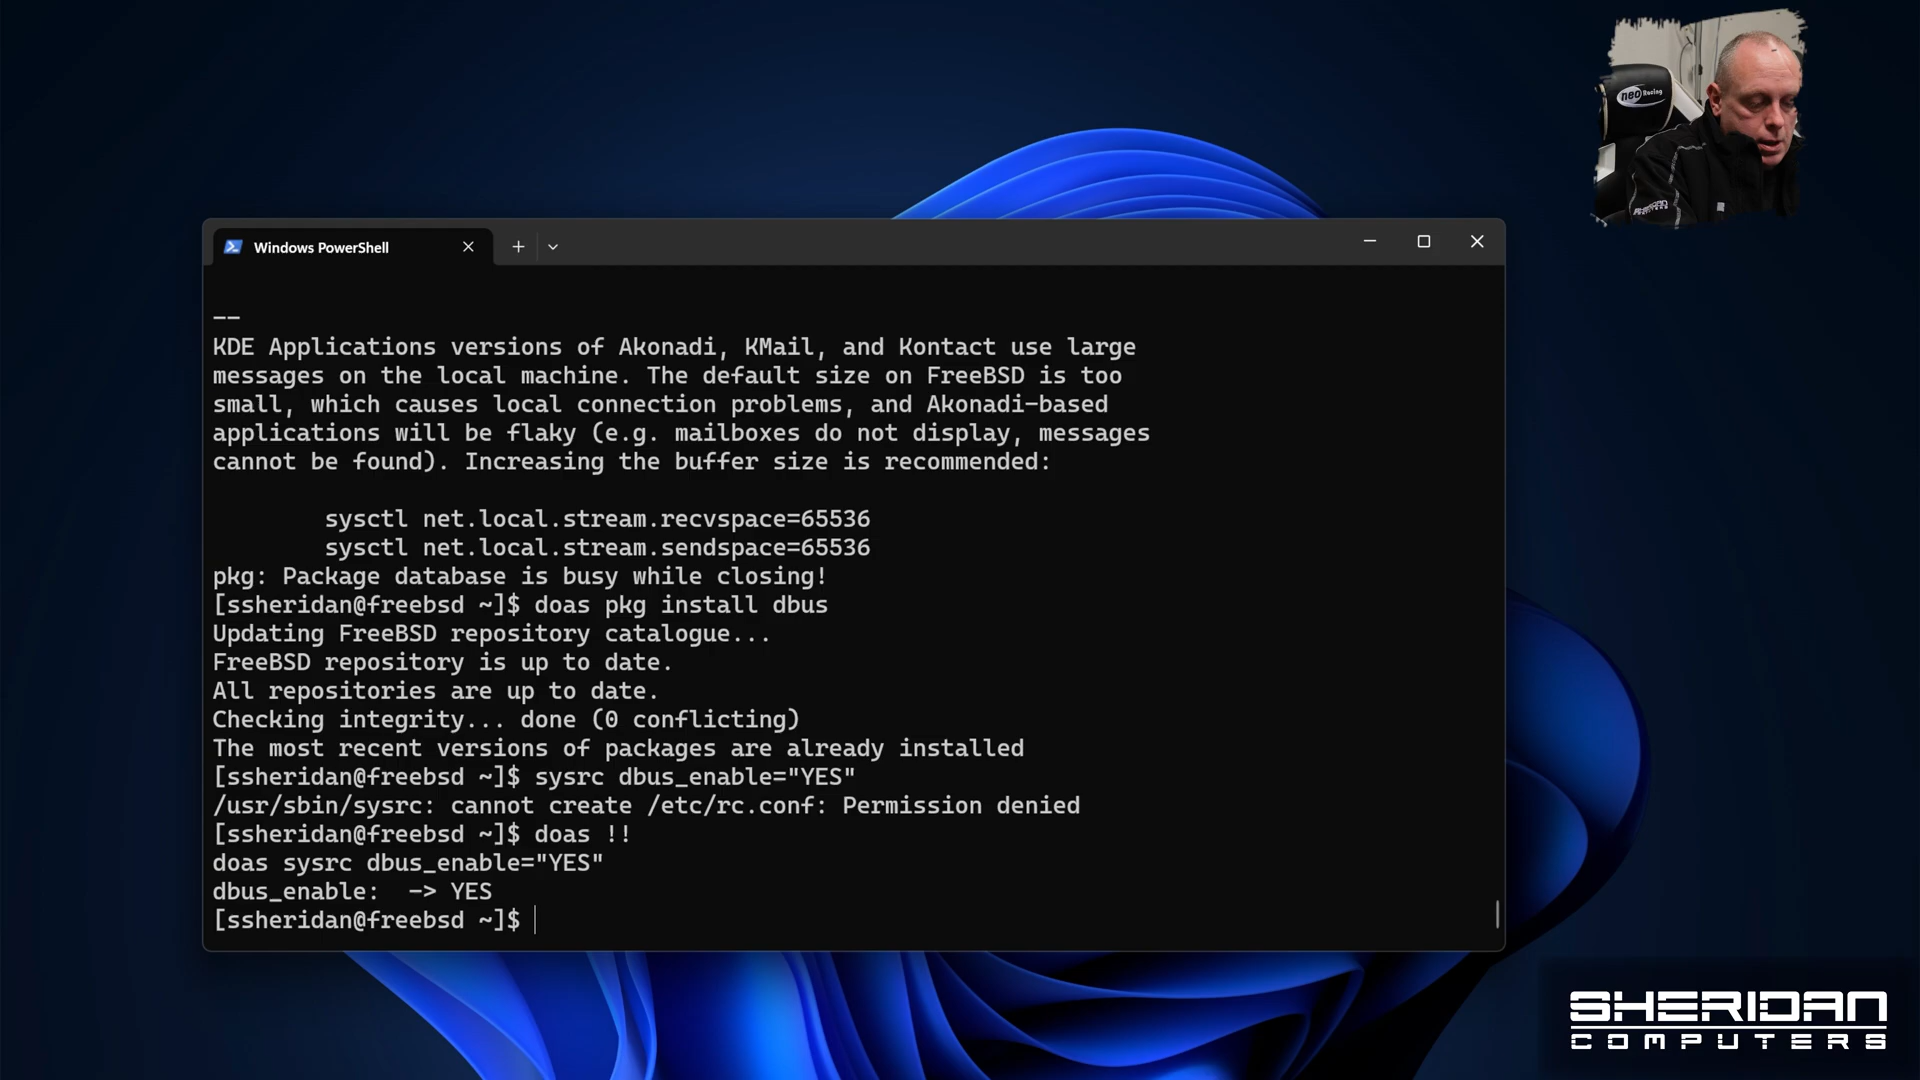 neo Racing
SHERIDAN
Windows PowerShell
--
KDE Applications versions of Akonadi, KMail, and Kontact use large
messages on the local machine. The default size on FreeBSD is too
small, which causes local connection problems, and Akonadi-based
applications will be flaky (e.g. mailboxes do not display, messages
cannot be found). Increasing the buffer size is recommended:
sysctl net.local.stream.recvspace=65536
sysctl net.local.stream.sendspace=65536
pkg: Package database is busy while closing!
[ssheridan@freebsd ~]$ doas pkg install dbus
Updating FreeBSD repository catalogue...
FreeBSD repository is up to date.
All repositories are up to date.
Checking integrity... done (0 conflicting)
The most recent versions of packages are already installed
[ssheridan@freebsd ~]$ sysrc dbus_enable="YES"
/usr/sbin/sysrc: cannot create /etc/rc.conf: Permission denied
[ssheridan@freebsd ~]$ doas !!
doas sysrc dbus_enable="YES"
dbus_enable:  -> YES
[ssheridan@freebsd ~]$
SHERIDAN
COMPUTERS